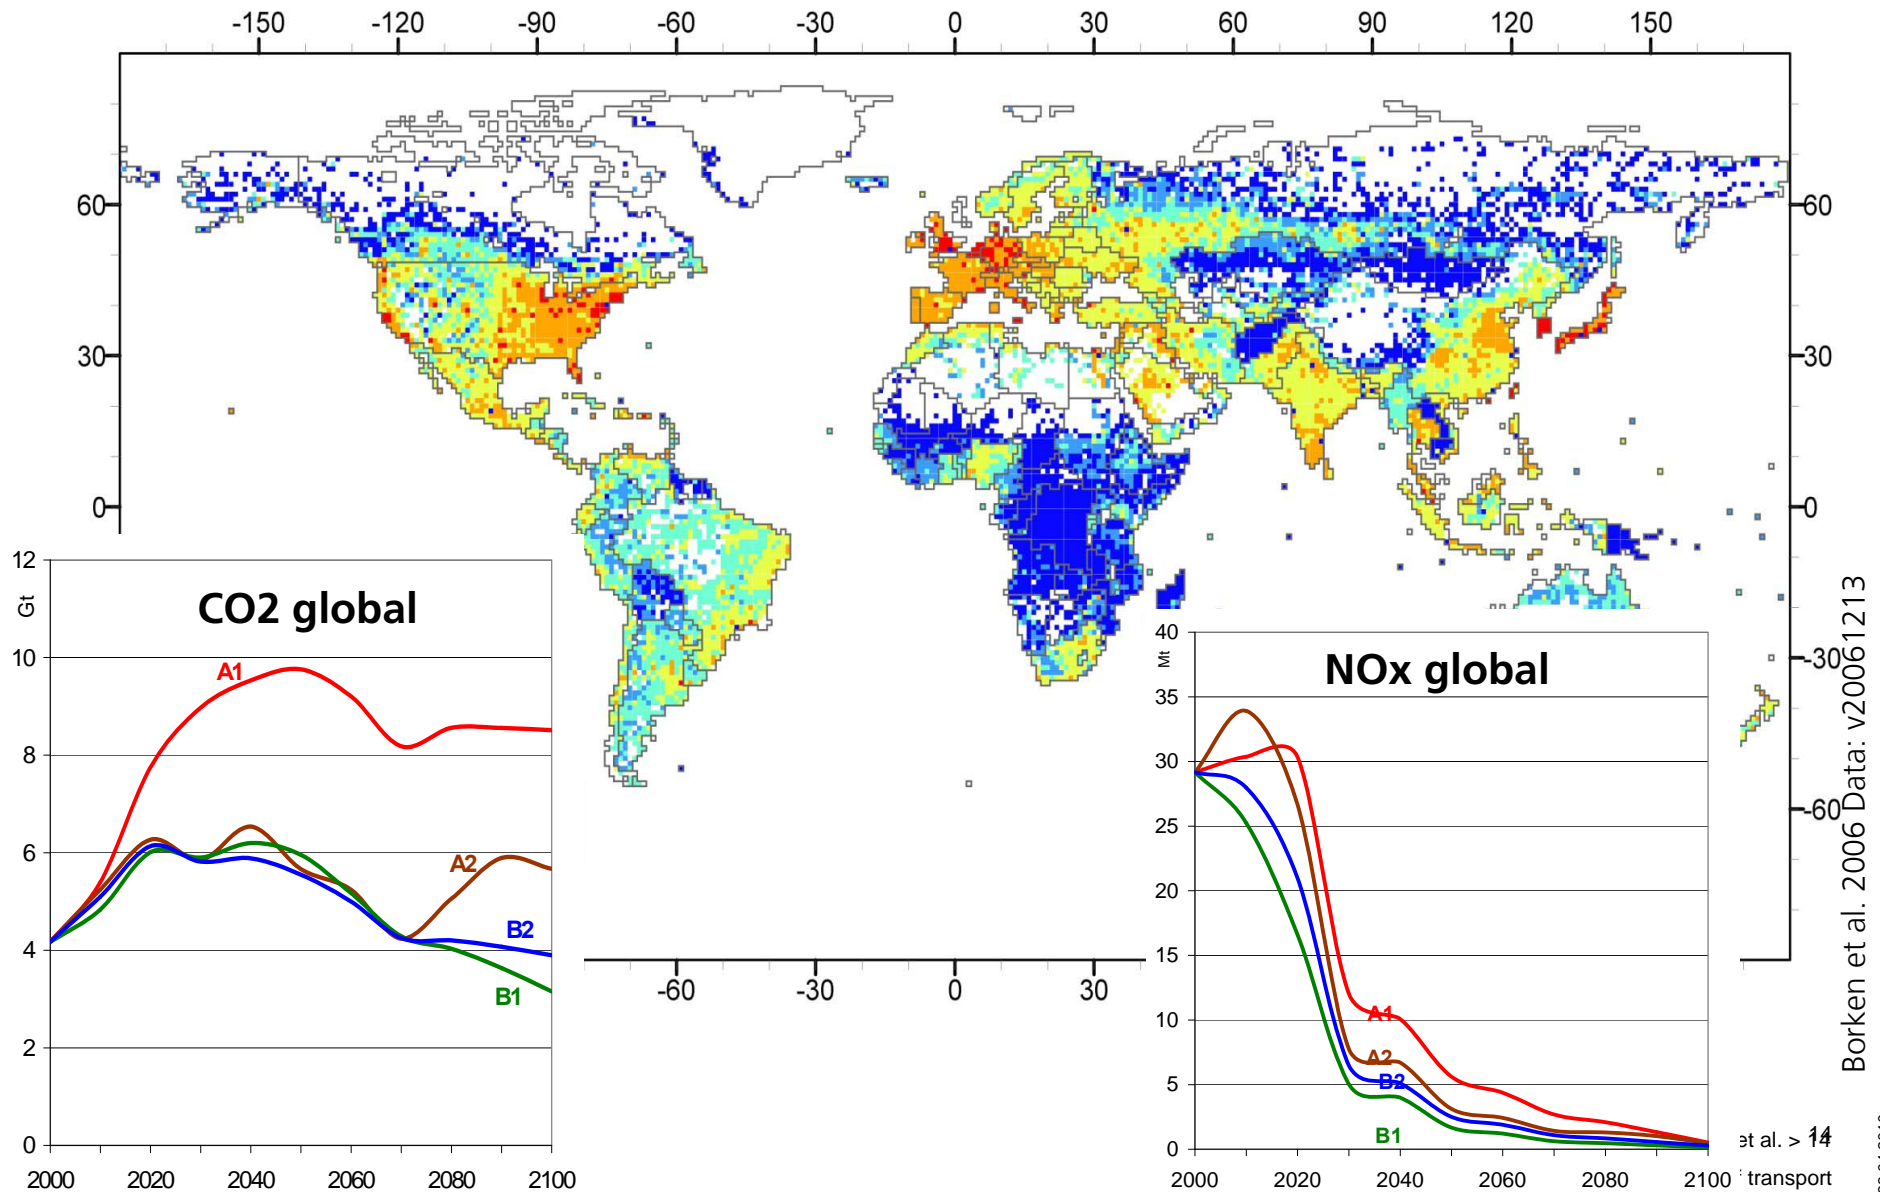 -150 -120 -90 -60 -30 0 30 60 90 120 150
60 60
30 30
0 0
-30
-60
-60 -30 0 30
12
10
8
6
4
2
0
Gt
CO2 global
A1
A2
B2
B1
2000 2020 2040 2060 2080 2100
40
35
30
25
20
15
10
5
0
Mt
NOx global
A1
A2
B2
B1
2000 2020 2040 2060 2080 2100
Borken et al. 2006 Data: v20061213
et al. > 14
transport